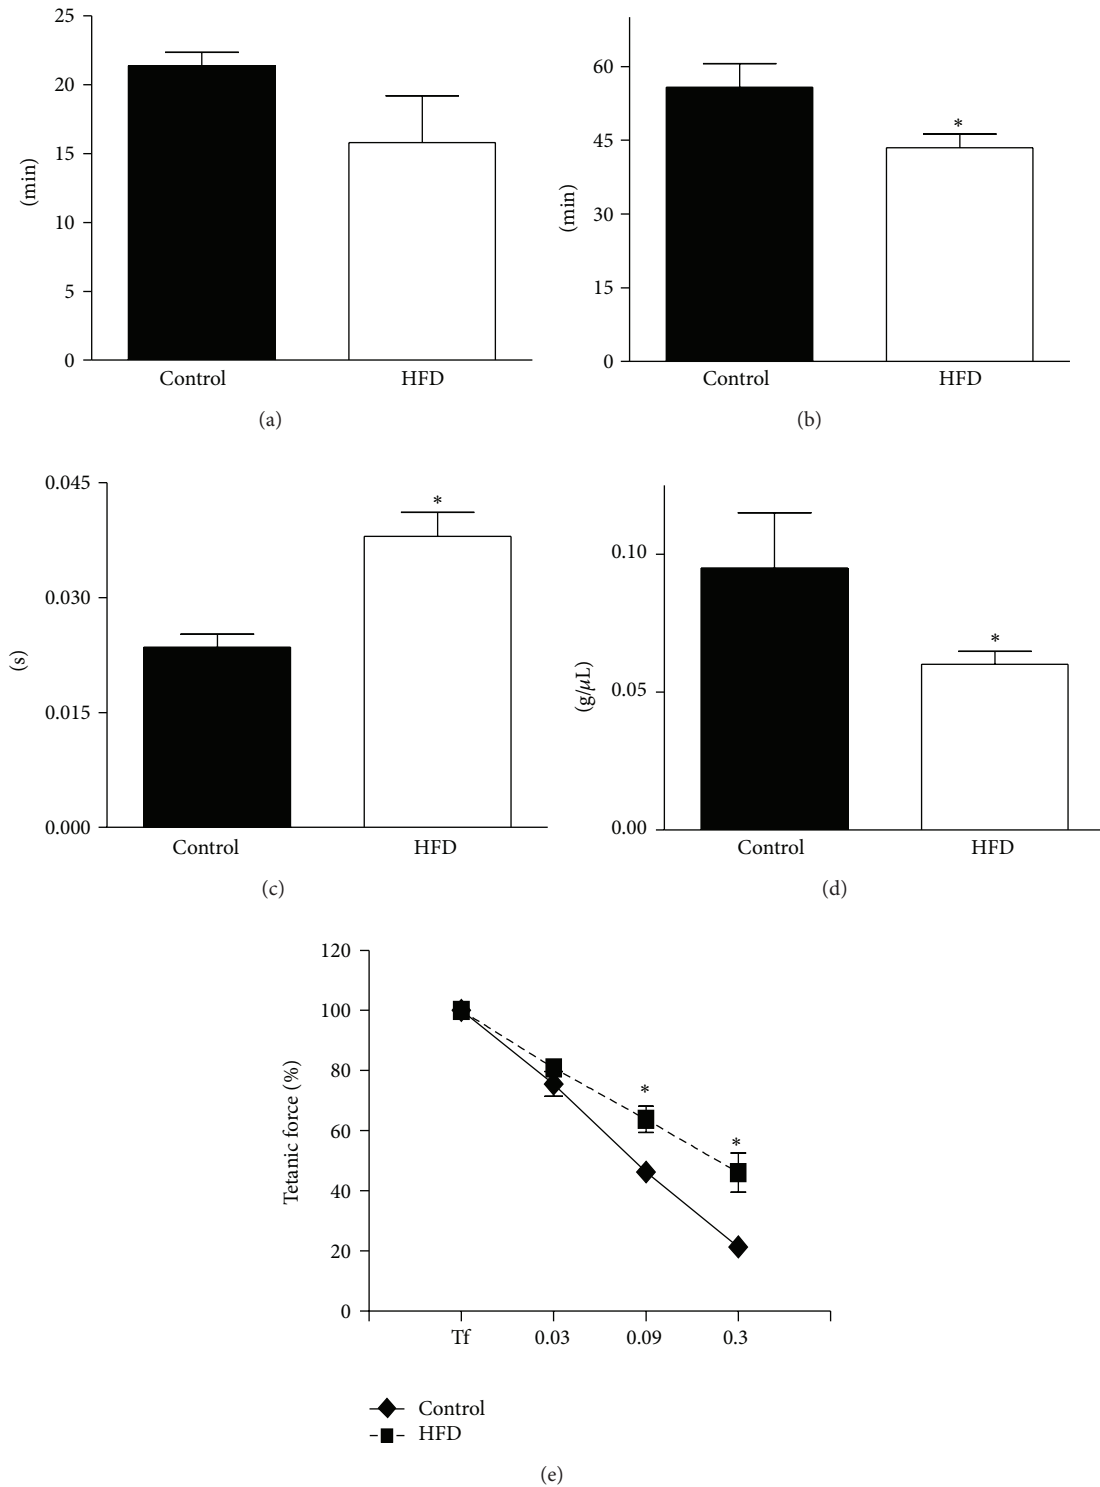 25
20
15
10
5
0
(min)
Control
HFD
(a)
60
45
30
15
0
(min)
*
Control
HFD
(b)
0.045
0.030
0.015
0.000
(s)
*
Control
HFD
(c)
0.10
0.05
0.00
(g/μL)
*
Control
HFD
(d)
120
100
80
60
40
20
0
Tetanic force (%)
*
*
Tf
0.03
0.09
0.3
Control
HFD
(e)